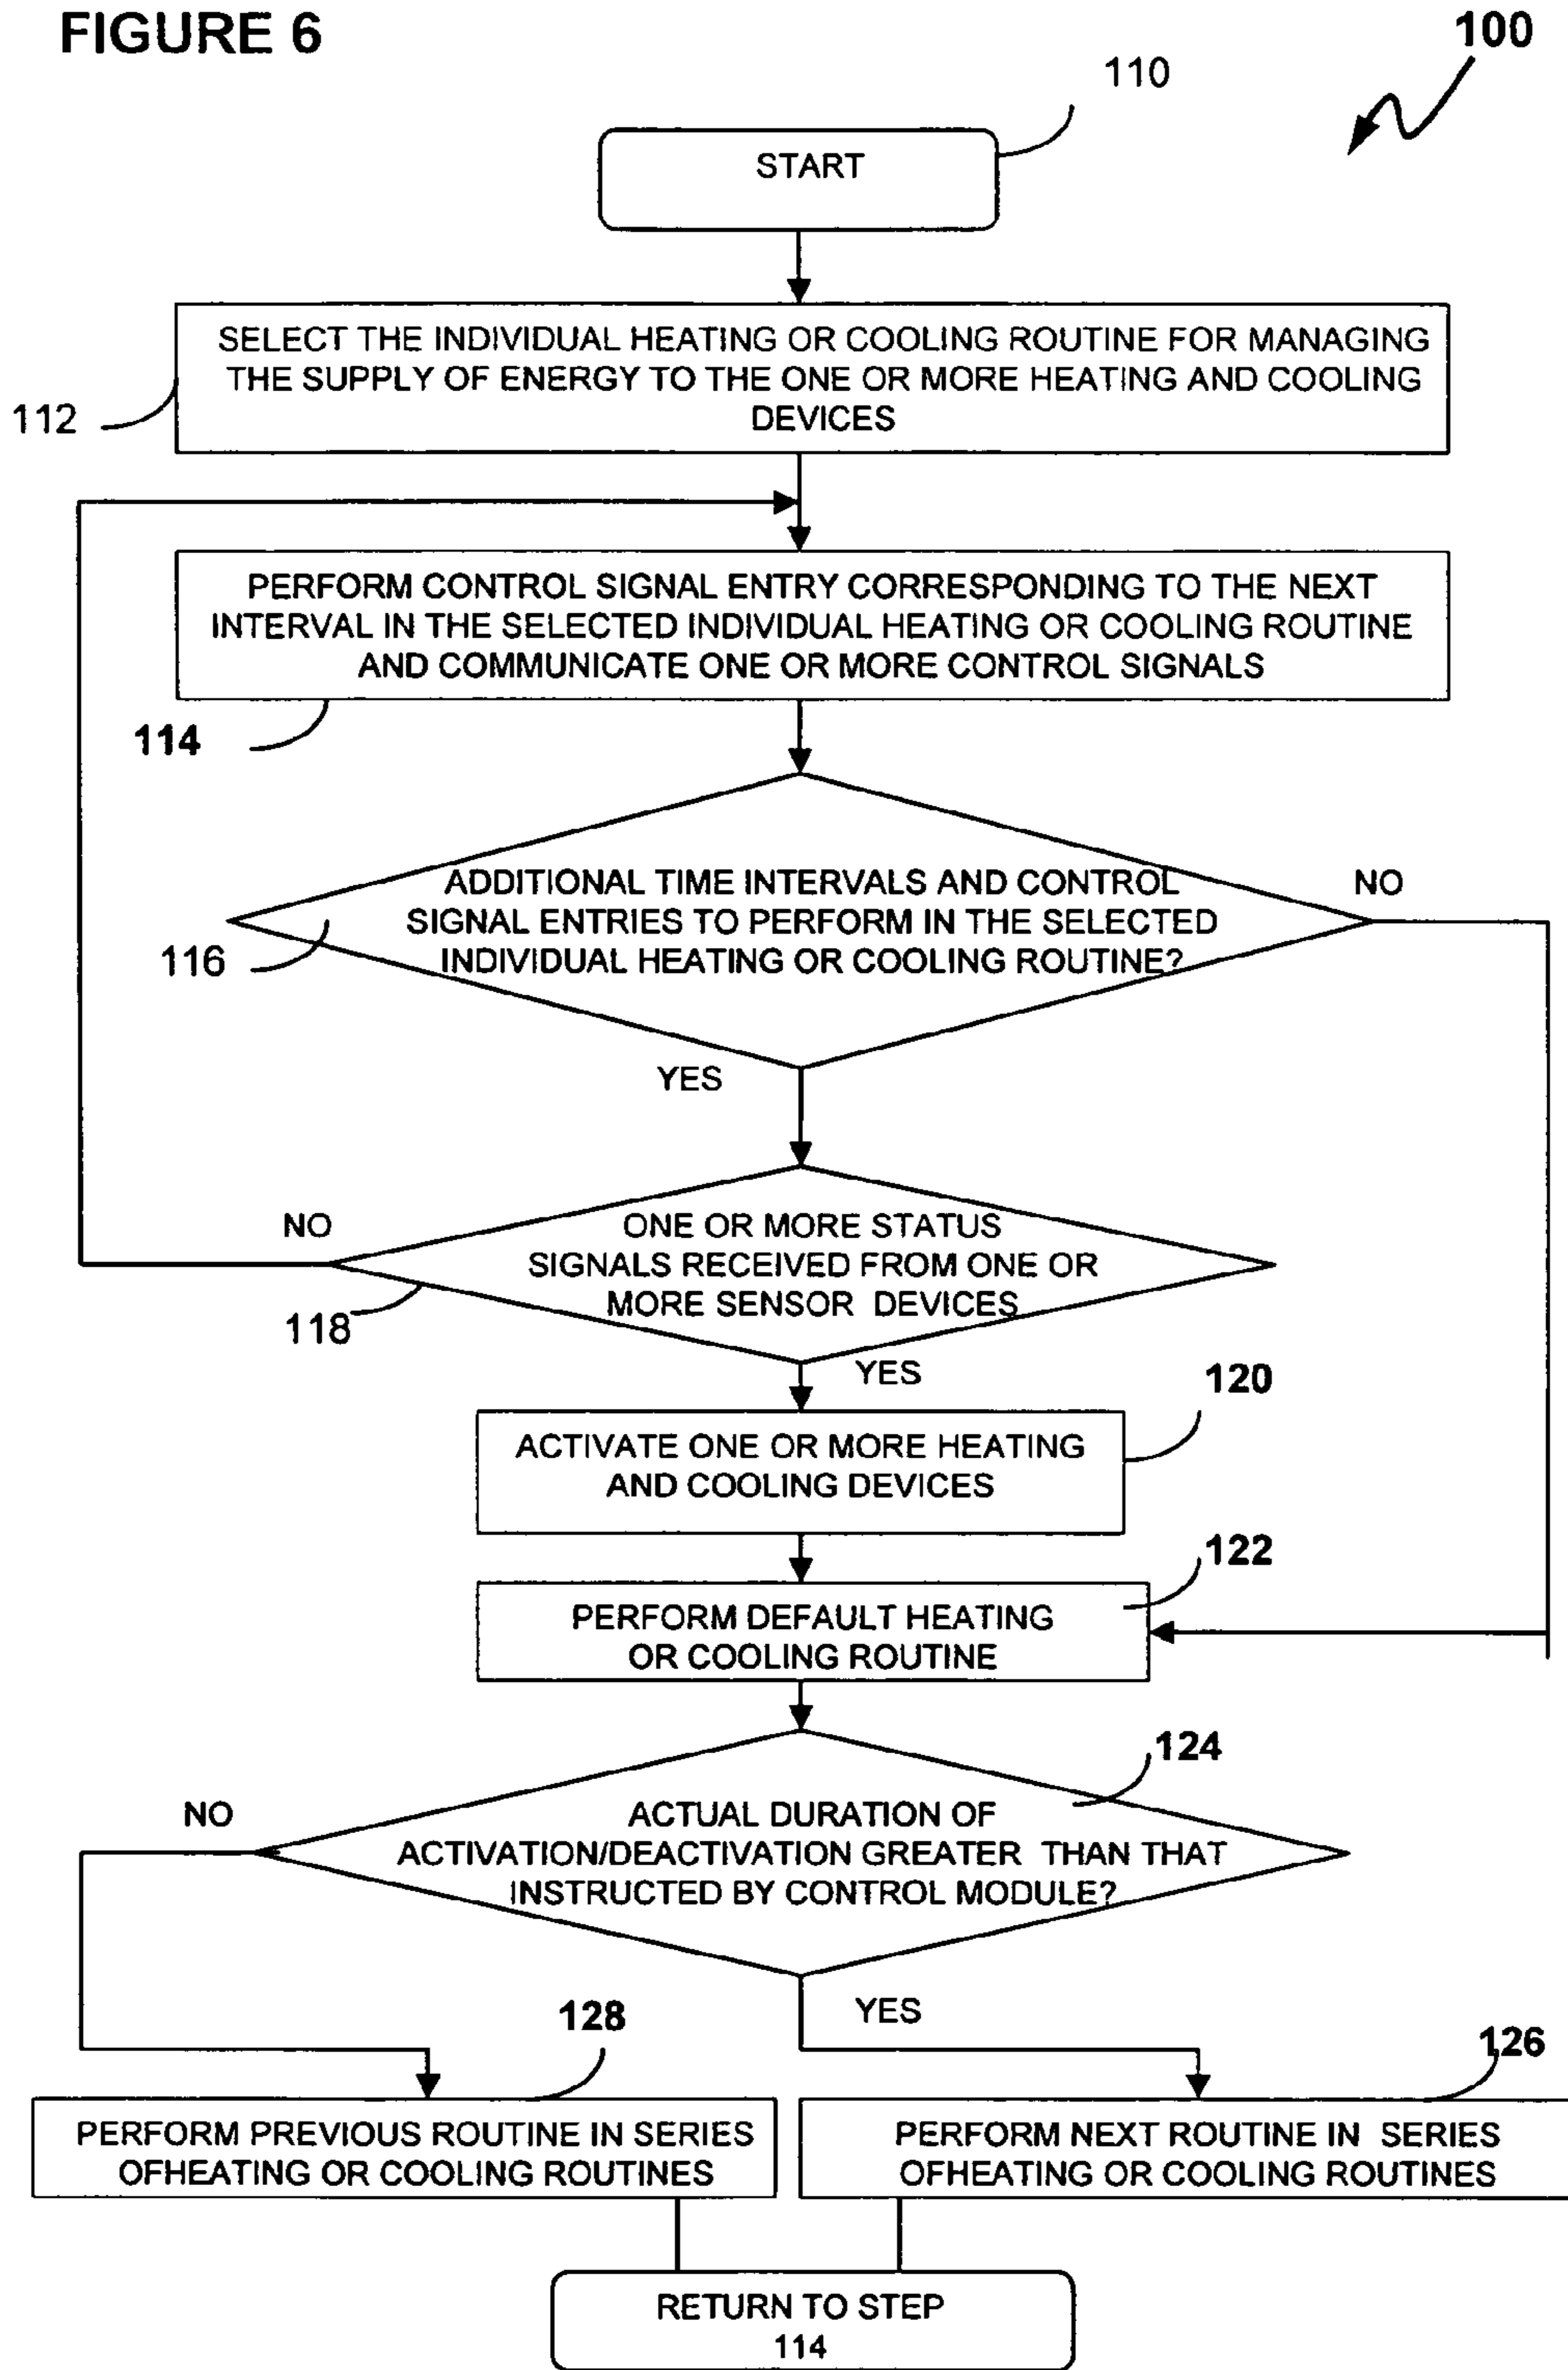 FIGURE 6
100
110
START
SELECT THE INDIVIDUAL HEATING OR COOLING ROUTINE FOR MANAGING
THE SUPPLY OF ENERGY TO THE ONE OR MORE HEATING AND COOLING
DEVICES
112
PERFORM CONTROL SIGNAL ENTRY CORRESPONDING TO THE NEXT
INTERVAL IN THE SELECTED INDIVIDUAL HEATING OR COOLING ROUTINE
AND COMMUNICATE ONE OR MORE CONTROL SIGNALS
114
ADDITIONAL TIME INTERVALS AND CONTROL
SIGNAL ENTRIES TO PERFORM IN THE SELECTED
INDIVIDUAL HEATING OR COOLING ROUTINE?
NO
116
YES
NO
ONE OR MORE STATUS
SIGNALS RECEIVED FROM ONE OR
MORE SENSOR DEVICES
118
YES
120
ACTIVATE ONE OR MORE HEATING
AND COOLING DEVICES
122
PERFORM DEFAULT HEATING
OR COOLING ROUTINE
124
NO
ACTUAL DURATION OF
ACTIVATION/DEACTIVATION GREATER THAN THAT
INSTRUCTED BY CONTROL MODULE?
YES
128
126
PERFORM PREVIOUS ROUTINE IN SERIES
OFHEATING OR COOLING ROUTINES
PERFORM NEXT ROUTINE IN SERIES
OFHEATING OR COOLING ROUTINES
RETURN TO STEP
114